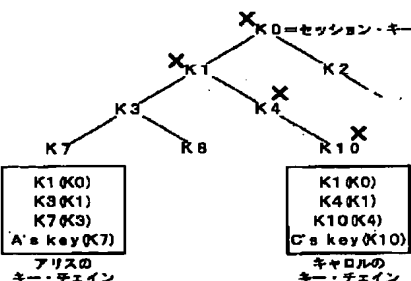 K0=セッション・キー
K1
K2
K3
K4
K7
K8
K10
K1(K0)
K3(K1)
K7(K3)
A's key(K7)
アリスの
キー・チェイン
K1(K0)
K4(K1)
K10(K4)
C's key(K10)
キャロルの
キー・チェイン